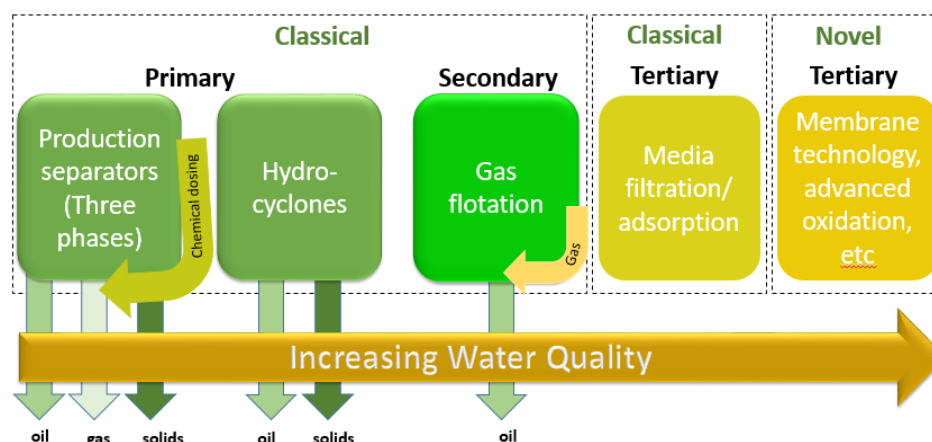 Classical
Classical
Novel
Primary
Secondary
Tertiary
Tertiary
Production
separators
(Three
phases)
Chemical dosing
Hydro-
cyclones
Gas
flotation
Gas
Media
filtration/
adsorption
Membrane
technology,
advanced
oxidation,
etc
Increasing Water Quality
oil
gas
solids
oil
solids
oil